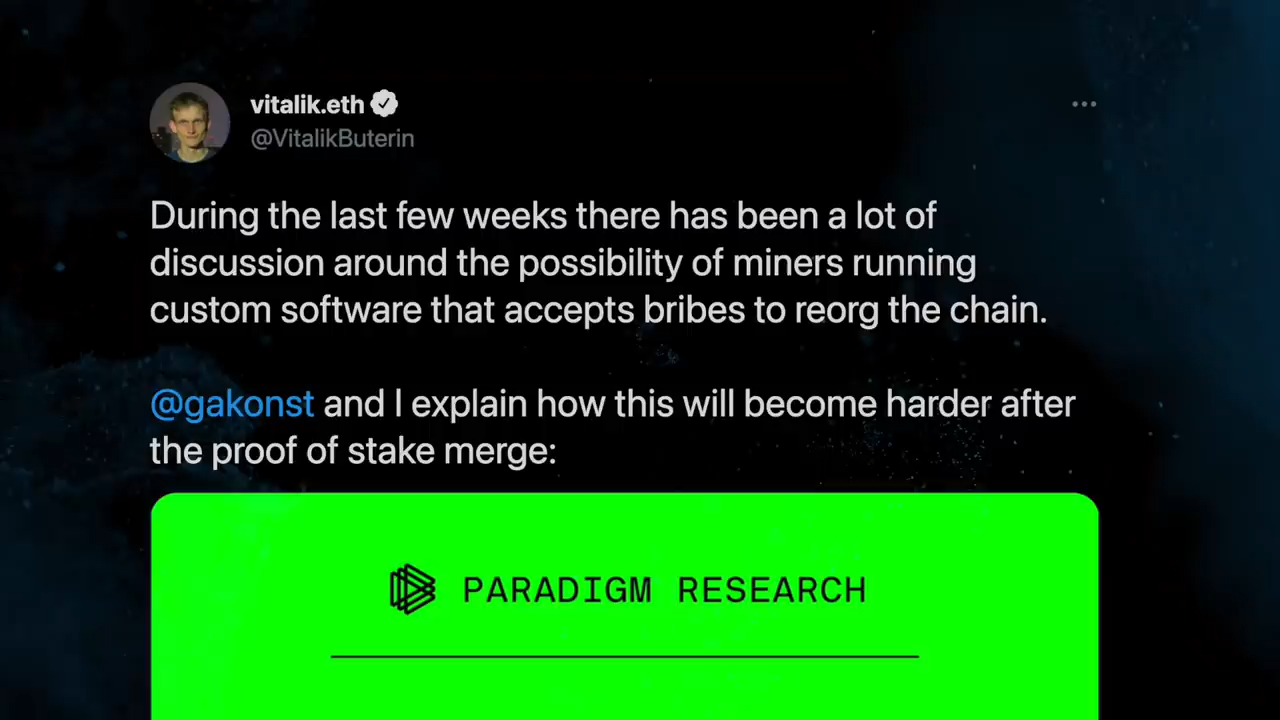 vitalik.eth
@VitalikButerin
During the last few weeks there has been a lot of
discussion around the possibility of miners running
custom software that accepts bribes to reorg the chain.
@gakonst and I explain how this will become harder after
the proof of stake merge:
PARADIGM RESEARCH